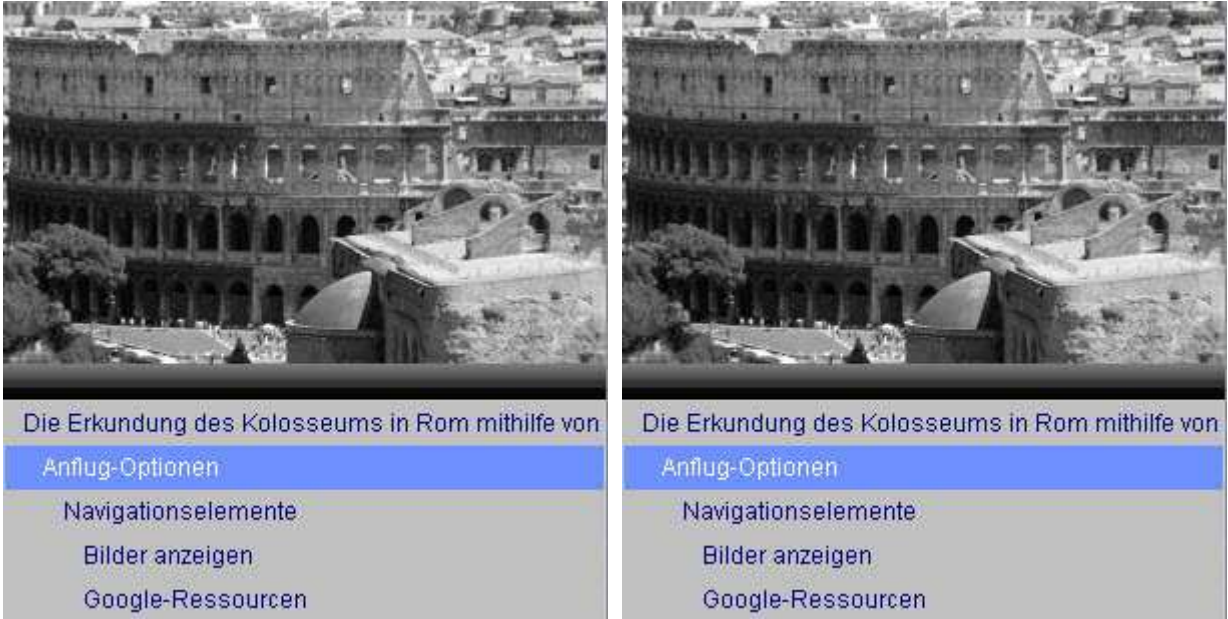 Die Erkundung des Kolosseums in Rom mithilfe von
Anflug-Optionen
Navigationselemente
Bilder anzeigen
Google-Ressourcen
Die Erkundung des Kolosseums in Rom mithilfe von
Anflug-Optionen
Navigationselemente
Bilder anzeigen
Google-Ressourcen